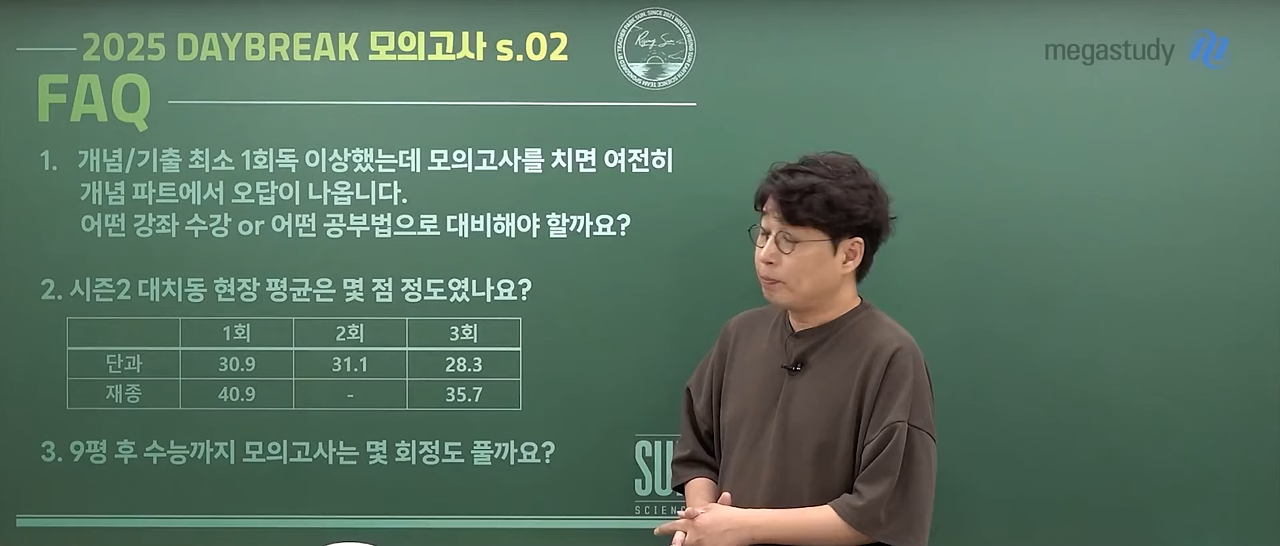 2025 DAYBREAK 모의고사 s.02
megastudy
FAQ
1. 개념/기출 최소 1회독 이상했는데 모의고사를 치면 여전히
개념 파트에서 오답이 나옵니다.
어떤 강좌 수강 or 어떤 공부법으로 대비해야 할까요?
2. 시즌2 대치동 현장 평균은 몇 점 정도였나요?
1회 2회 3회
단과 30.9 31.1 28.3
재종 40.9 - 35.7
3. 9평 후 수능까지 모의고사는 몇 회정도 풀까요?